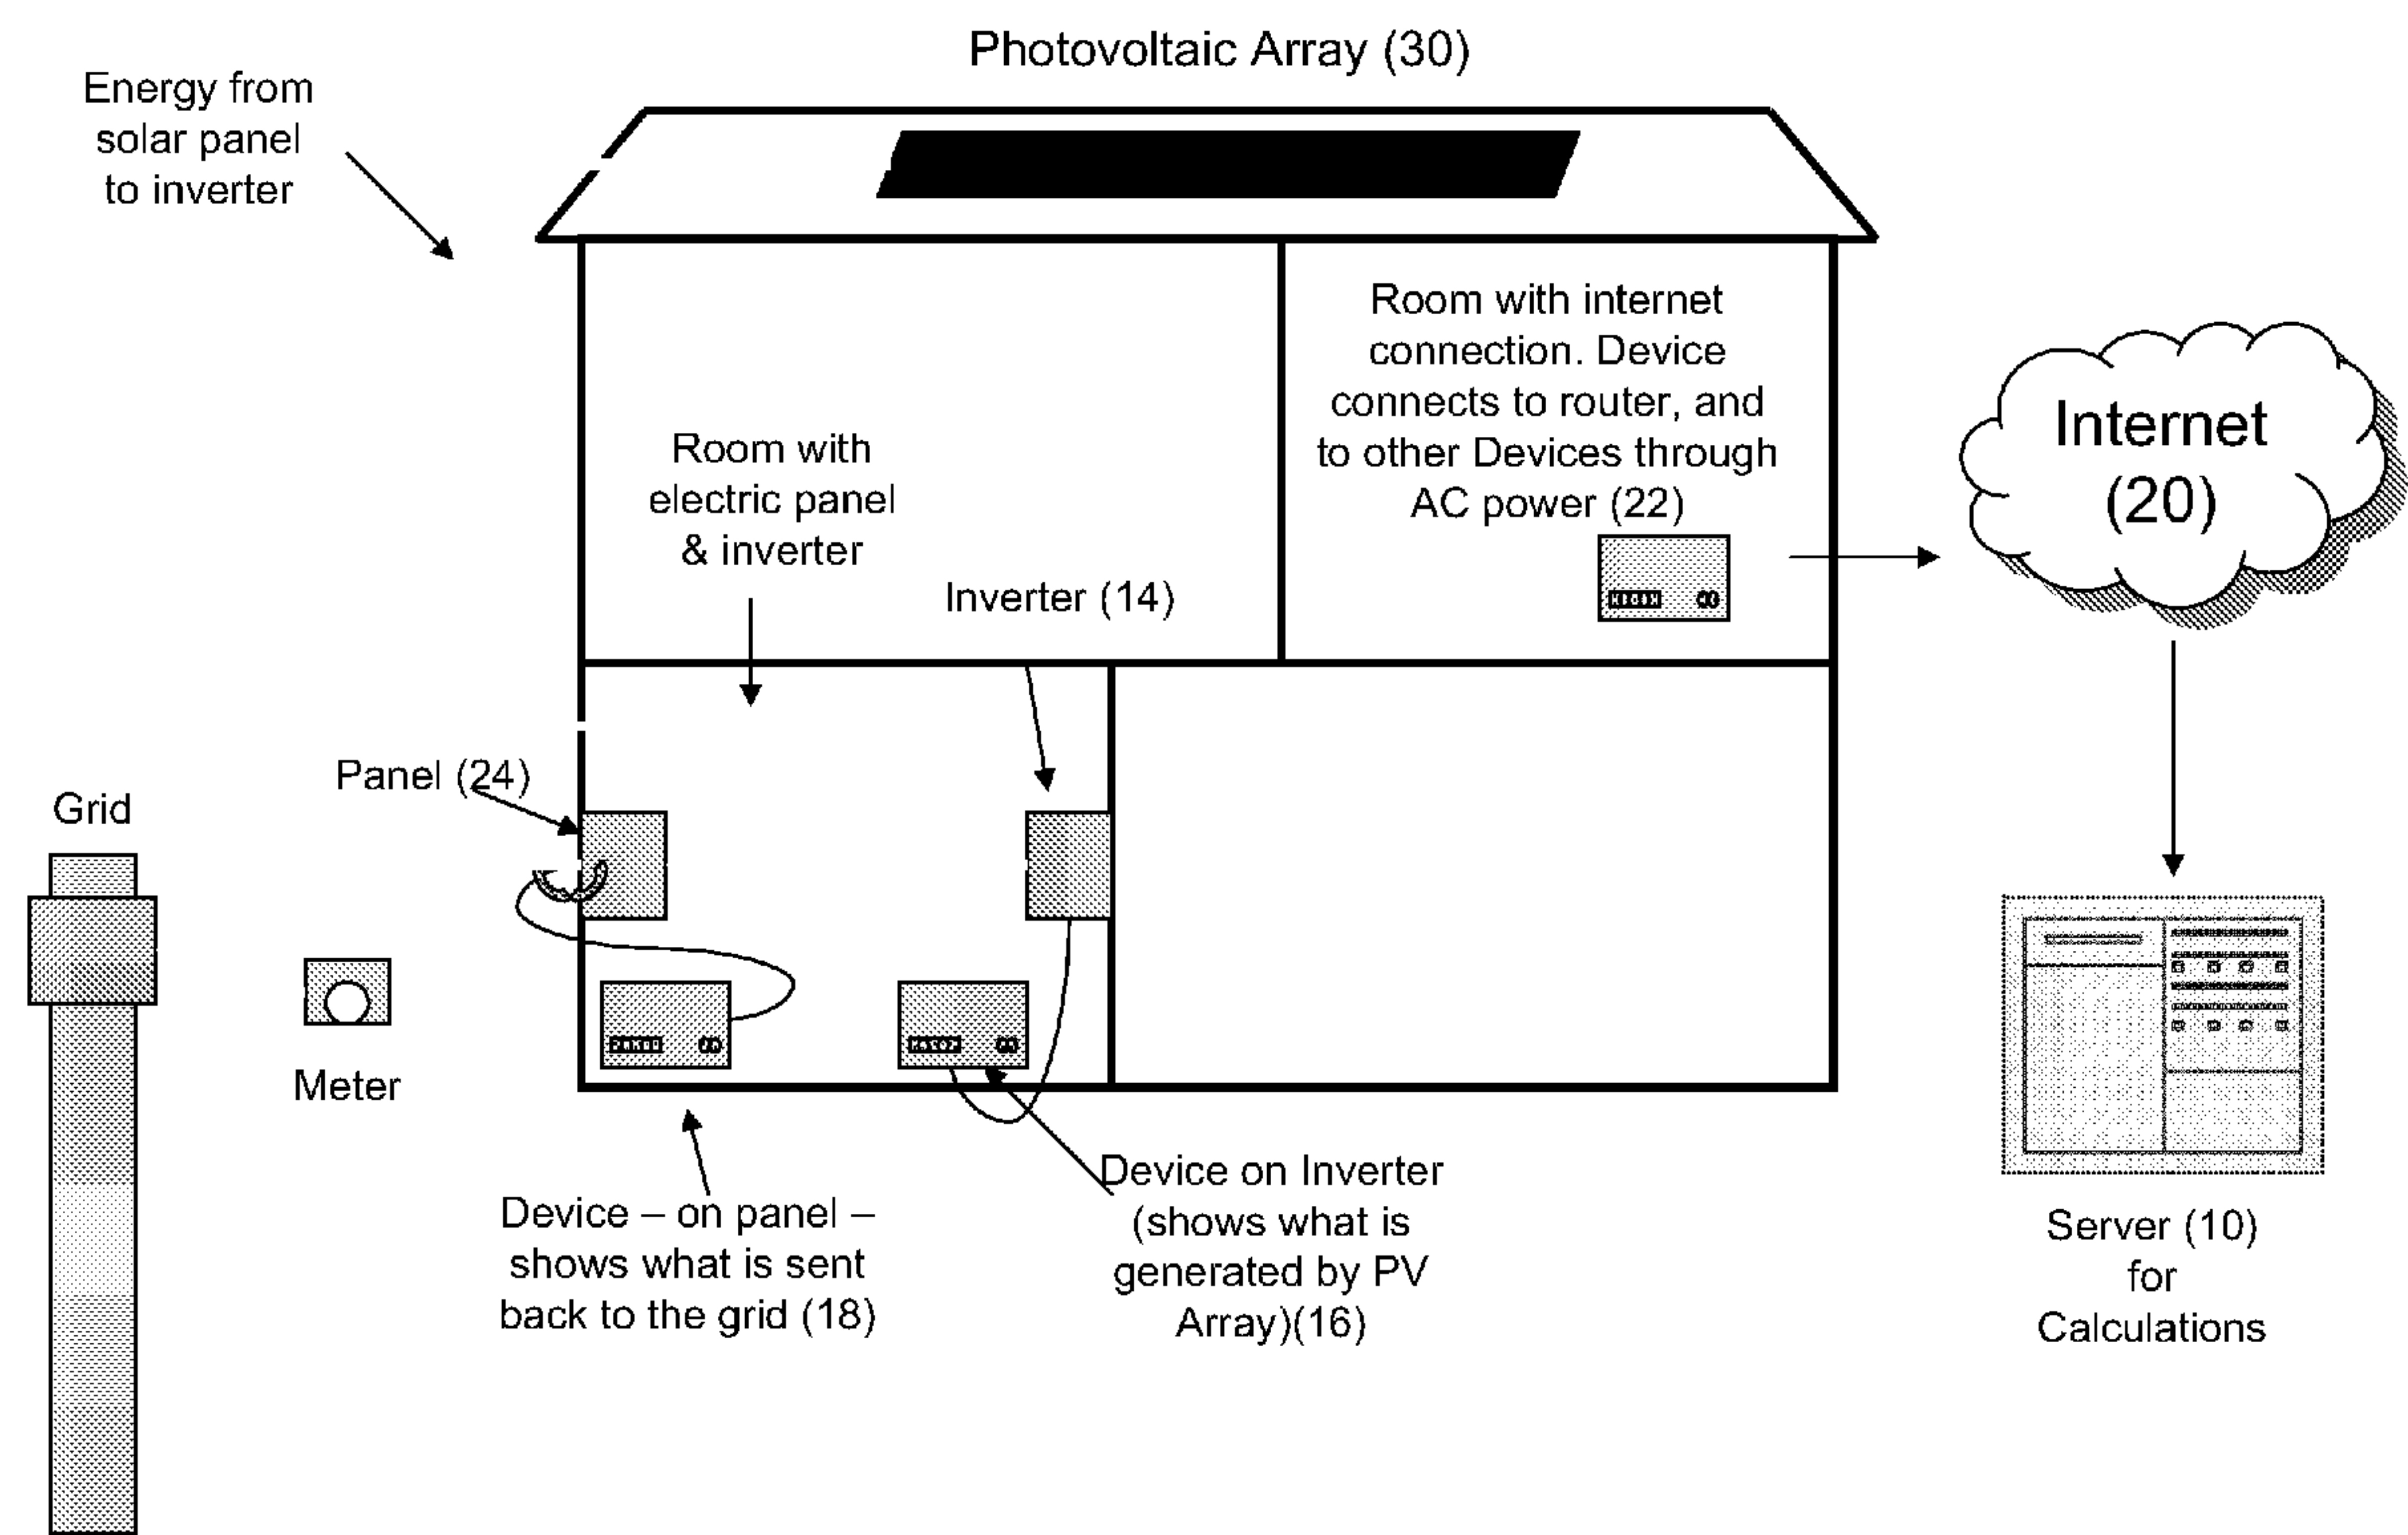 Photovoltaic Array (30)
Energy from
solar panel
to inverter
Room with internet
connection. Device
connects to router, and
to other Devices through
AC power (22)
Internet
(20)
Room with
electric panel
& inverter
Inverter (14)
Panel (24)
Grid
Meter
Device – on panel –
shows what is sent
back to the grid (18)
Device on Inverter
(shows what is
generated by PV
Array)(16)
Server (10)
for
Calculations